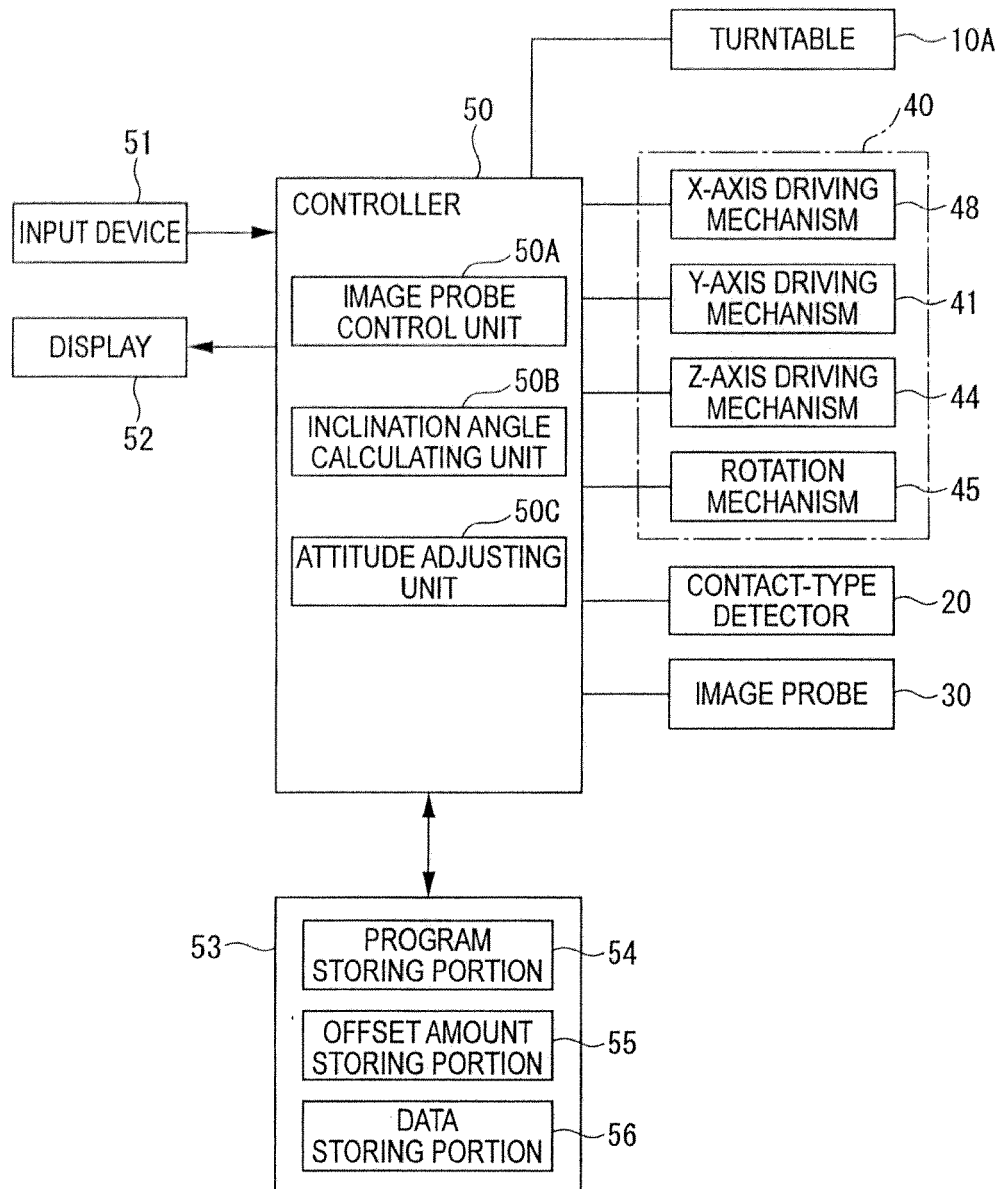 TURNTABLE
10A
40
50
51
CONTROLLER
X-AXIS DRIVING
MECHANISM
48
INPUT DEVICE
50A
IMAGE PROBE
CONTROL UNIT
Y-AXIS DRIVING
MECHANISM
41
DISPLAY
52
50B
INCLINATION ANGLE
CALCULATING UNIT
Z-AXIS DRIVING
MECHANISM
44
ROTATION
MECHANISM
45
50C
ATTITUDE ADJUSTING
UNIT
CONTACT-TYPE
DETECTOR
20
IMAGE PROBE
30
53
PROGRAM
STORING PORTION
54
OFFSET AMOUNT
STORING PORTION
55
DATA
STORING PORTION
56